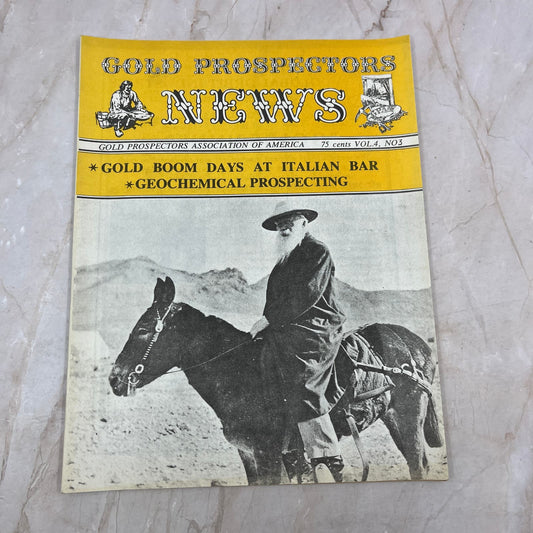 GOLD PROSPECTORS
NEWS
GOLD PROSPECTORS ASSOCIATION OF AMERICA 75 cents VOL.4, NO3
*GOLD BOOM DAYS AT ITALIAN BAR
*GEOCHEMICAL PROSPECTING